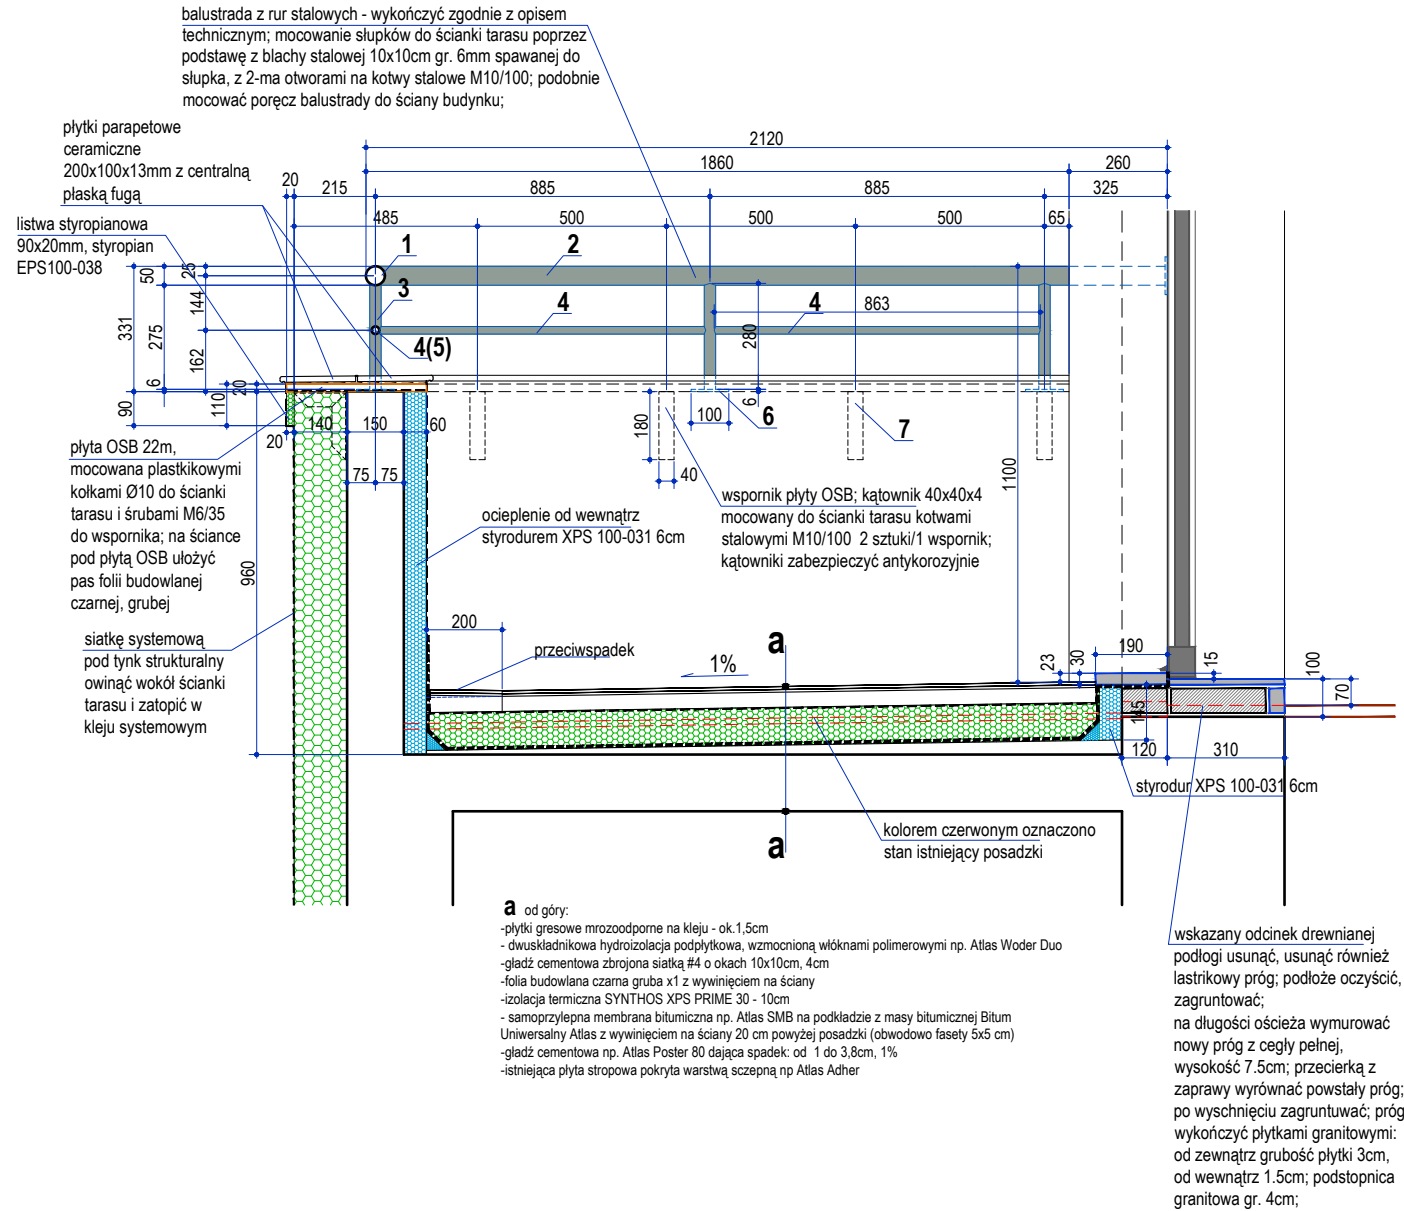 balustrada z rur stalowych - wykończyć zgodnie z opisem
technicznym; mocowanie słupków do ścianki tarasu poprzez
podstawę z blachy stalowej 10x10cm gr. 6mm spawanej do
słupka, z 2-ma otworami na kotwy stalowe M10/100; podobnie
mocować poręcz balustrady do ściany budynku;
płytki parapetowe
ceramiczne
200x100x13mm z centralną
płaską fugą
listwa styropianowa
90x20mm, styropian
EPS100-038
2120
1860
260
20
215
885
885
325
485
500
500
500
65
1
2
3
4
4
4(5)
863
50
25
144
331
275
162
6
20
90
110
280
6
20
140
150
60
180
100
6
7
40
75
75
1100
960
płyta OSB 22m,
mocowana plastkikowymi
kołkami Ø10 do ścianki
tarasu i śrubami M6/35
do wspornika; na ściance
pod płytą OSB ułożyć
pas folii budowlanej
czarnej, grubej
ocieplenie od wewnątrz
styrodurem XPS 100-031 6cm
wspornik płyty OSB; kątownik 40x40x4
mocowany do ścianki tarasu kotwami
stalowymi M10/100 2 sztuki/1 wspornik;
kątowniki zabezpieczyć antykorozyjnie
siatkę systemową
pod tynk strukturalny
owinąć wokół ścianki
tarasu i zatopić w
kleju systemowym
200
przeciwspadek
1%
a
190
23
30
15
100
70
145
120
310
styrodur XPS 100-031 6cm
kolorem czerwonym oznaczono
stan istniejący posadzki
a
a od góry:
-płytki gresowe mrozoodporne na kleju - ok.1,5cm
- dwuskładnikowa hydroizolacja podpłytkowa, wzmocnioną włóknami polimerowymi np. Atlas Woder Duo
-gładź cementowa zbrojona siatką #4 o okach 10x10cm, 4cm
-folia budowlana czarna gruba x1 z wywinięciem na ściany
-izolacja termiczna SYNTHOS XPS PRIME 30 - 10cm
- samoprzylepna membrana bitumiczna np. Atlas SMB na podkładzie z masy bitumicznej Bitum
Uniwersalny Atlas z wywinięciem na ściany 20 cm powyżej posadzki (obwodowo fasety 5x5 cm)
-gładź cementowa np. Atlas Poster 80 dająca spadek: od 1 do 3,8cm, 1%
-istniejąca płyta stropowa pokryta warstwą sczepną np Atlas Adher
wskazany odcinek drewnianej
podłogi usunąć, usunąć również
lastrikowy próg; podłoże oczyścić,
zagruntować;
na długości ościeża wymurować
nowy próg z cegły pełnej,
wysokość 7.5cm; przecierką z
zaprawy wyrównać powstały próg;
po wyschnięciu zagruntuwać; próg
wykończyć płytkami granitowymi:
od zewnątrz grubość płytki 3cm,
od wewnątrz 1.5cm; podstopnica
granitowa gr. 4cm;